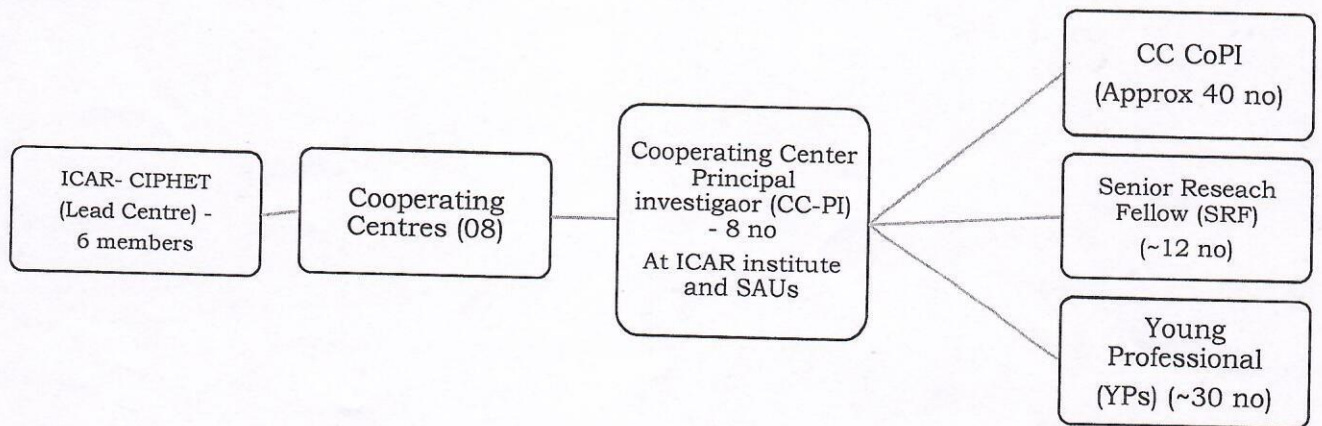 ICAR- CIPHET
(Lead Centre) -
6 members
Cooperating
Centres (08)
Cooperating Center
Principal
investigaor (CC-PI)
- 8 no
At ICAR institute
and SAUs
CC CoPI
(Approx 40 no)
Senior Reseach
Fellow (SRF)
(~12 no)
Young
Professional
(YPs) (~30 no)